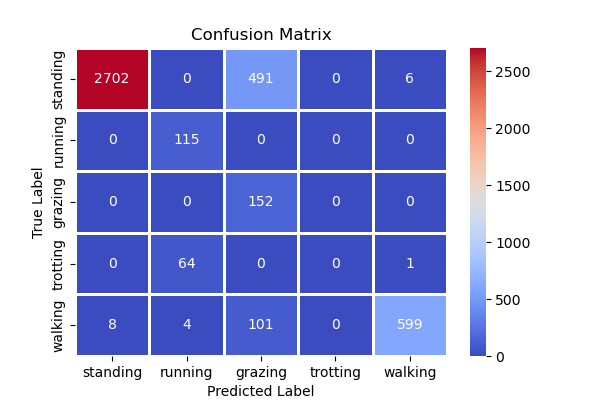 Confusion Matrix
True Label
standing 2702 0 491 0 6
running 0 115 0 0 0
grazing 0 0 152 0 0
trotting 0 64 0 0 1
walking 8 4 101 0 599
standing running grazing trotting walking
Predicted Label
2500
2000
1500
1000
500
0